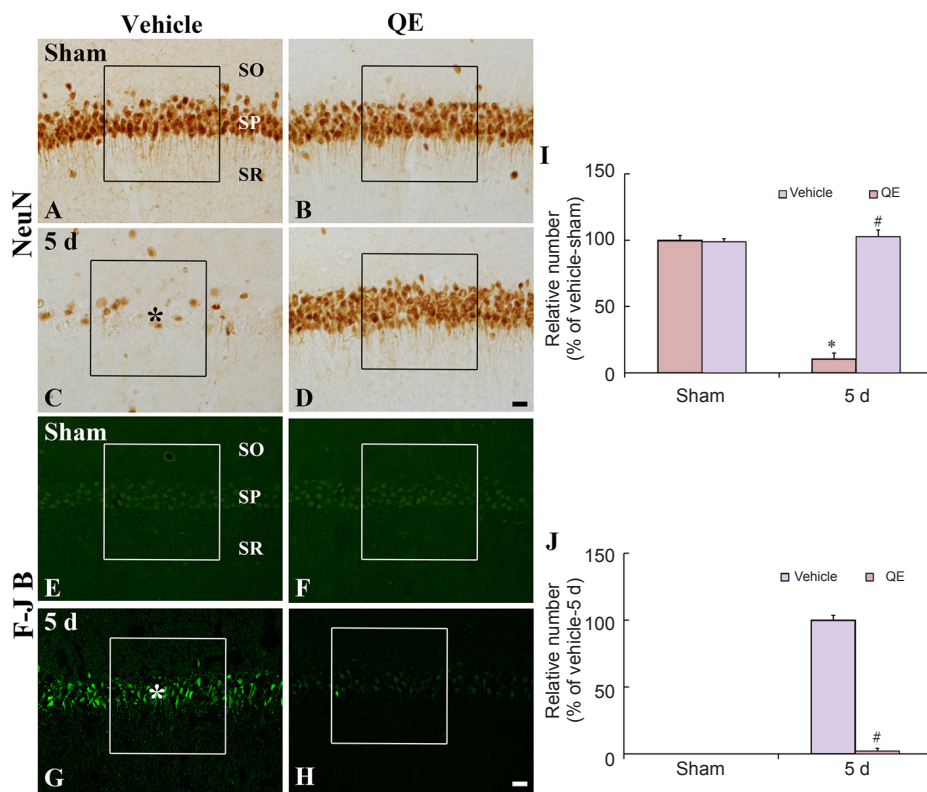 Vehicle QE
Sham
SO
SP
SR
A
B
NeuN
5 d
*
C
D
Sham
SO
SP
SR
E
F
F-J B
5 d
*
G
H
I
150
Vehicle QE
#
100
Relative number
(% of vehicle-sham)
50
*
0
Sham 5 d
J
150
Vehicle QE
100
Relative number
(% of vehicle-5 d)
50
#
0
Sham 5 d